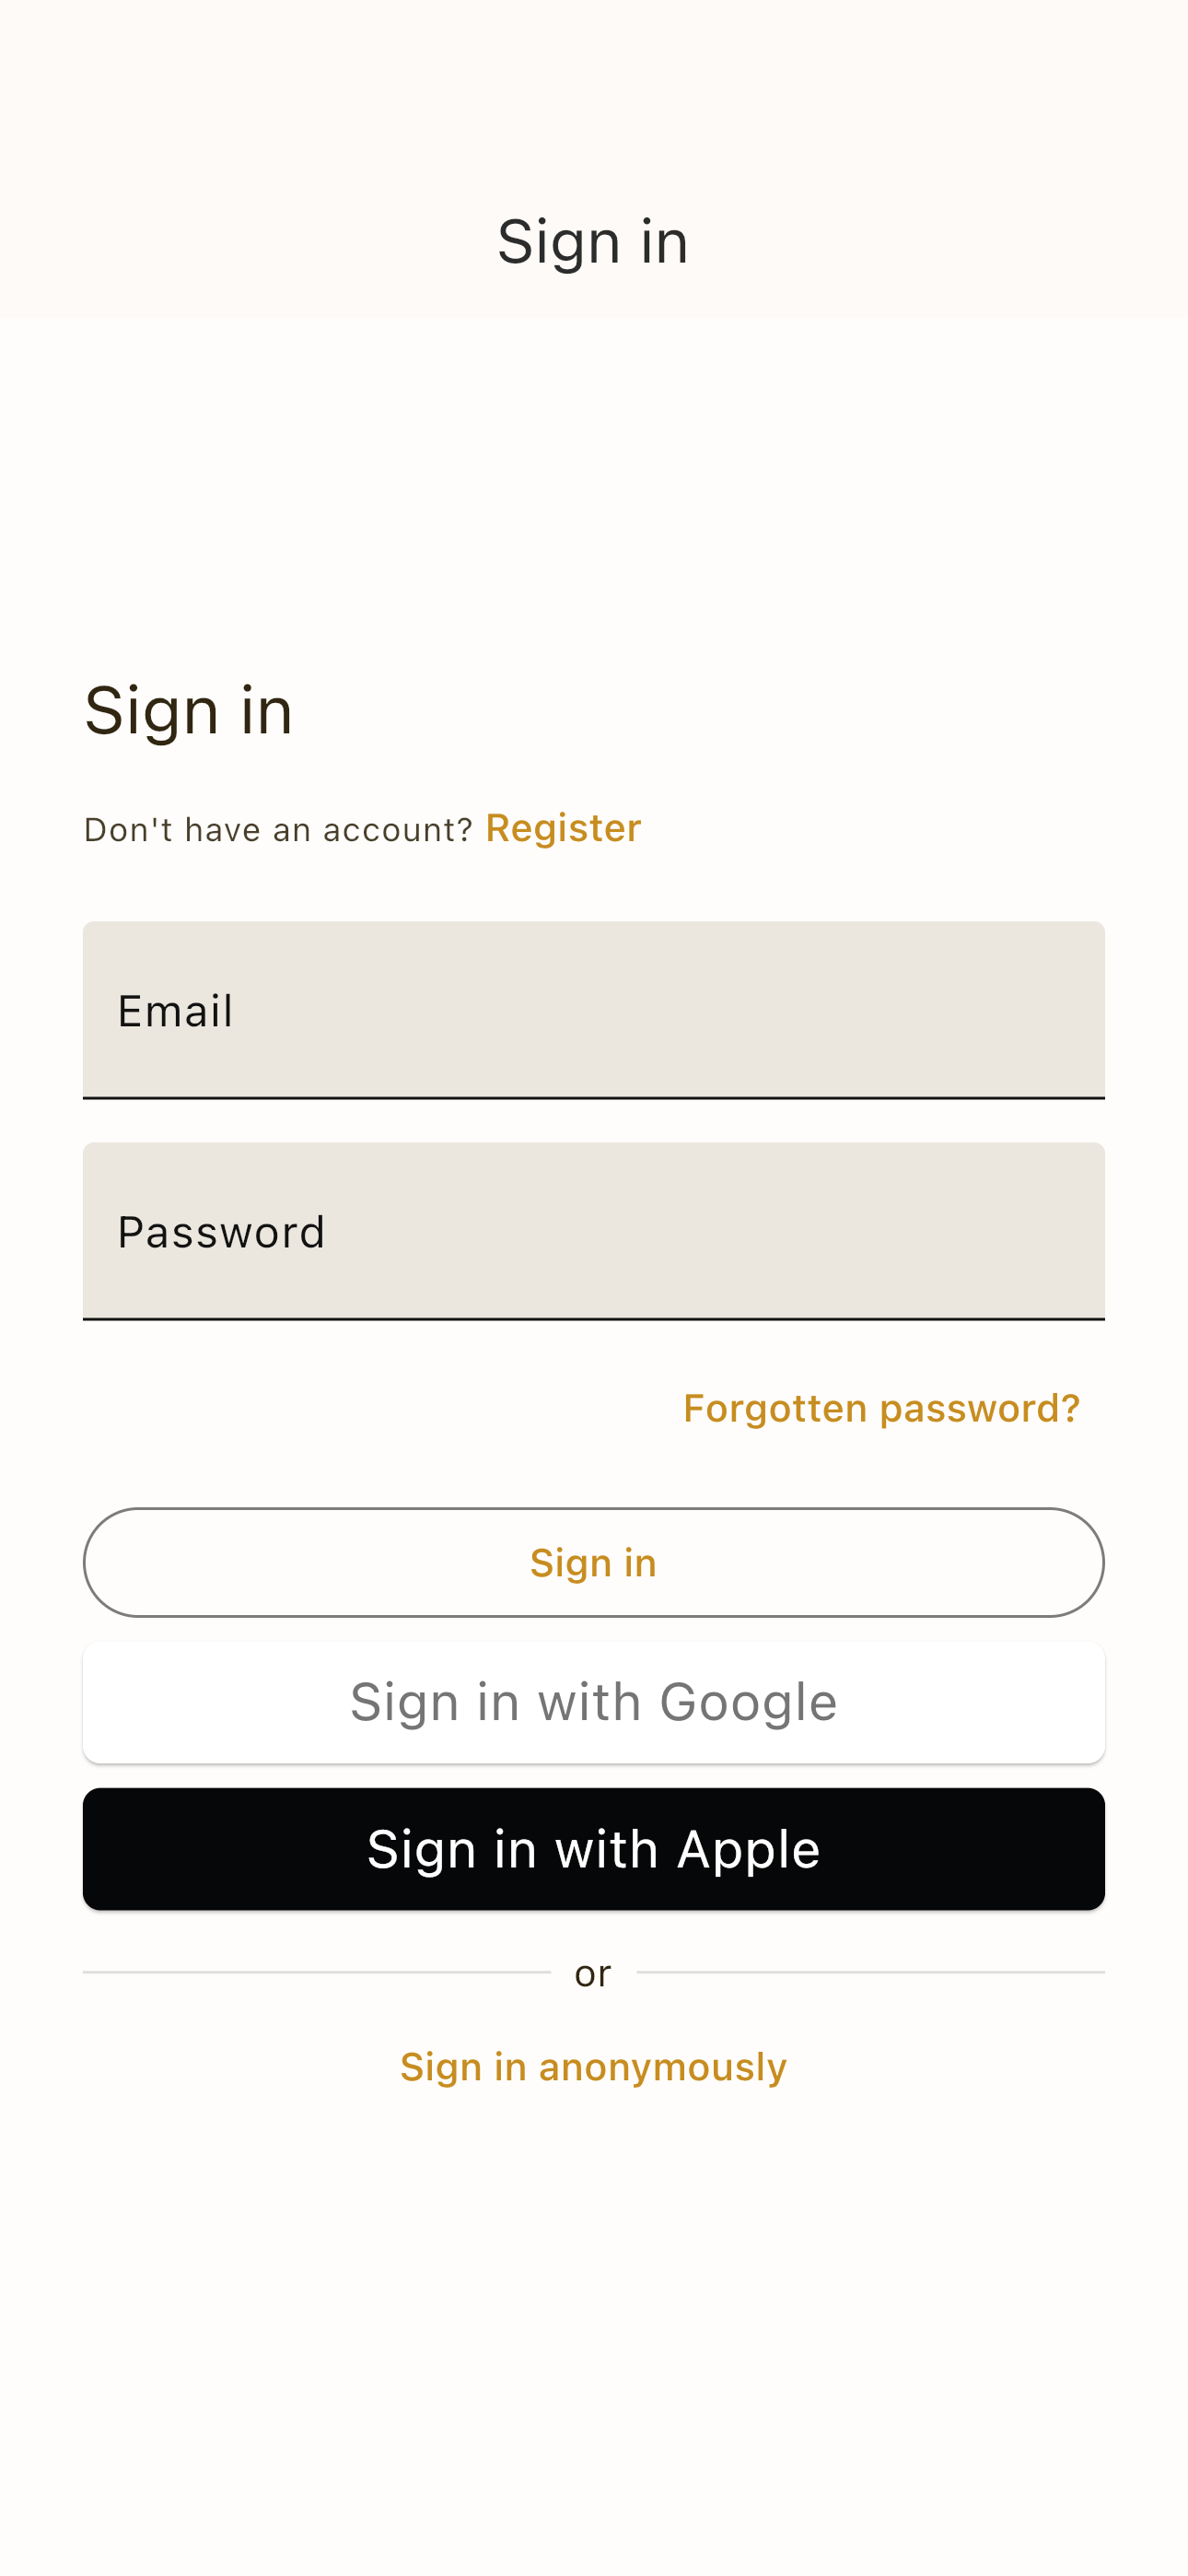 Sign in
Sign in
Don't have an account? Register
Email
Password
Forgotten password?
Sign in
Sign in with Google
Sign in with Apple
or
Sign in anonymously